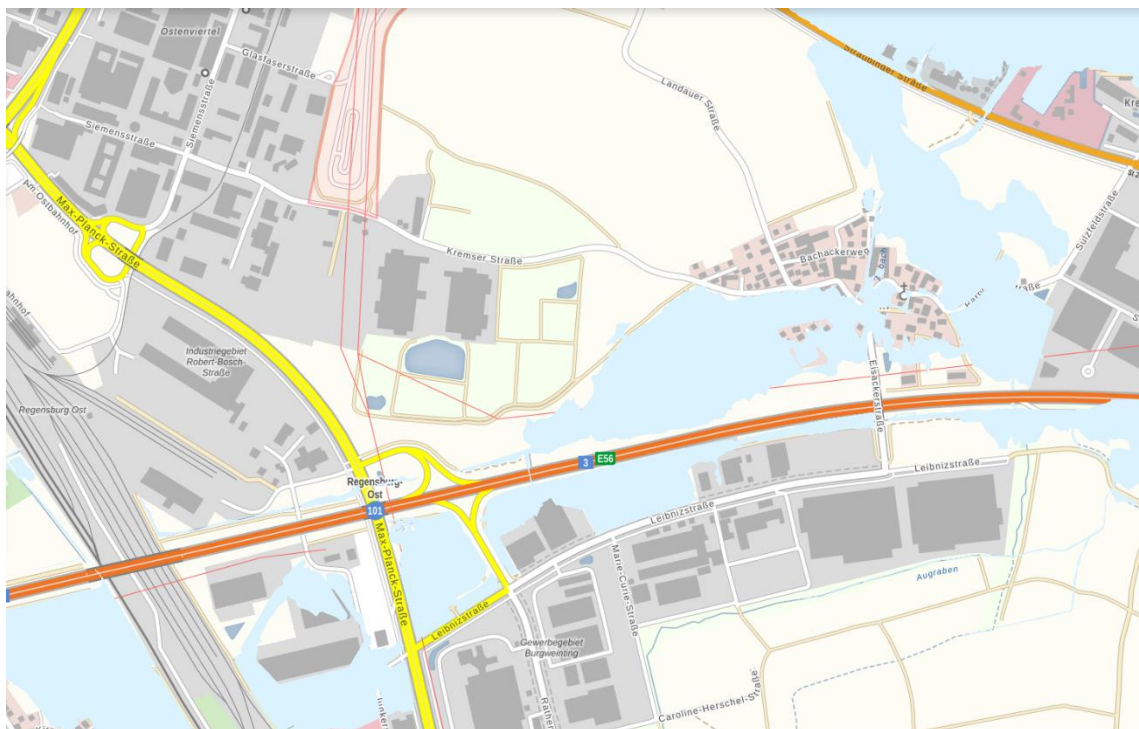 Ostenviertel
Glasfaserstraße
Siemensstraße
Siemensstraße
Straubinger Straße
Landauer Straße
Am Ostbahnhof
Max-Planck-Straße
Kremser Straße
Bachackerweg
Sulzfeldstraße
Industriegebiet
Robert-Bosch-
Straße
Regensburg Ost
Eisackerstraße
Regensburg-
Ost
101
3
E56
Leibnizstraße
Leibnizstraße
Max-Planck-Straße
Marie-Curie-Straße
Augraben
Leibnizstraße
Gewerbegebiet
Burgweinting
Caroline-Herschel-Straße
Rather